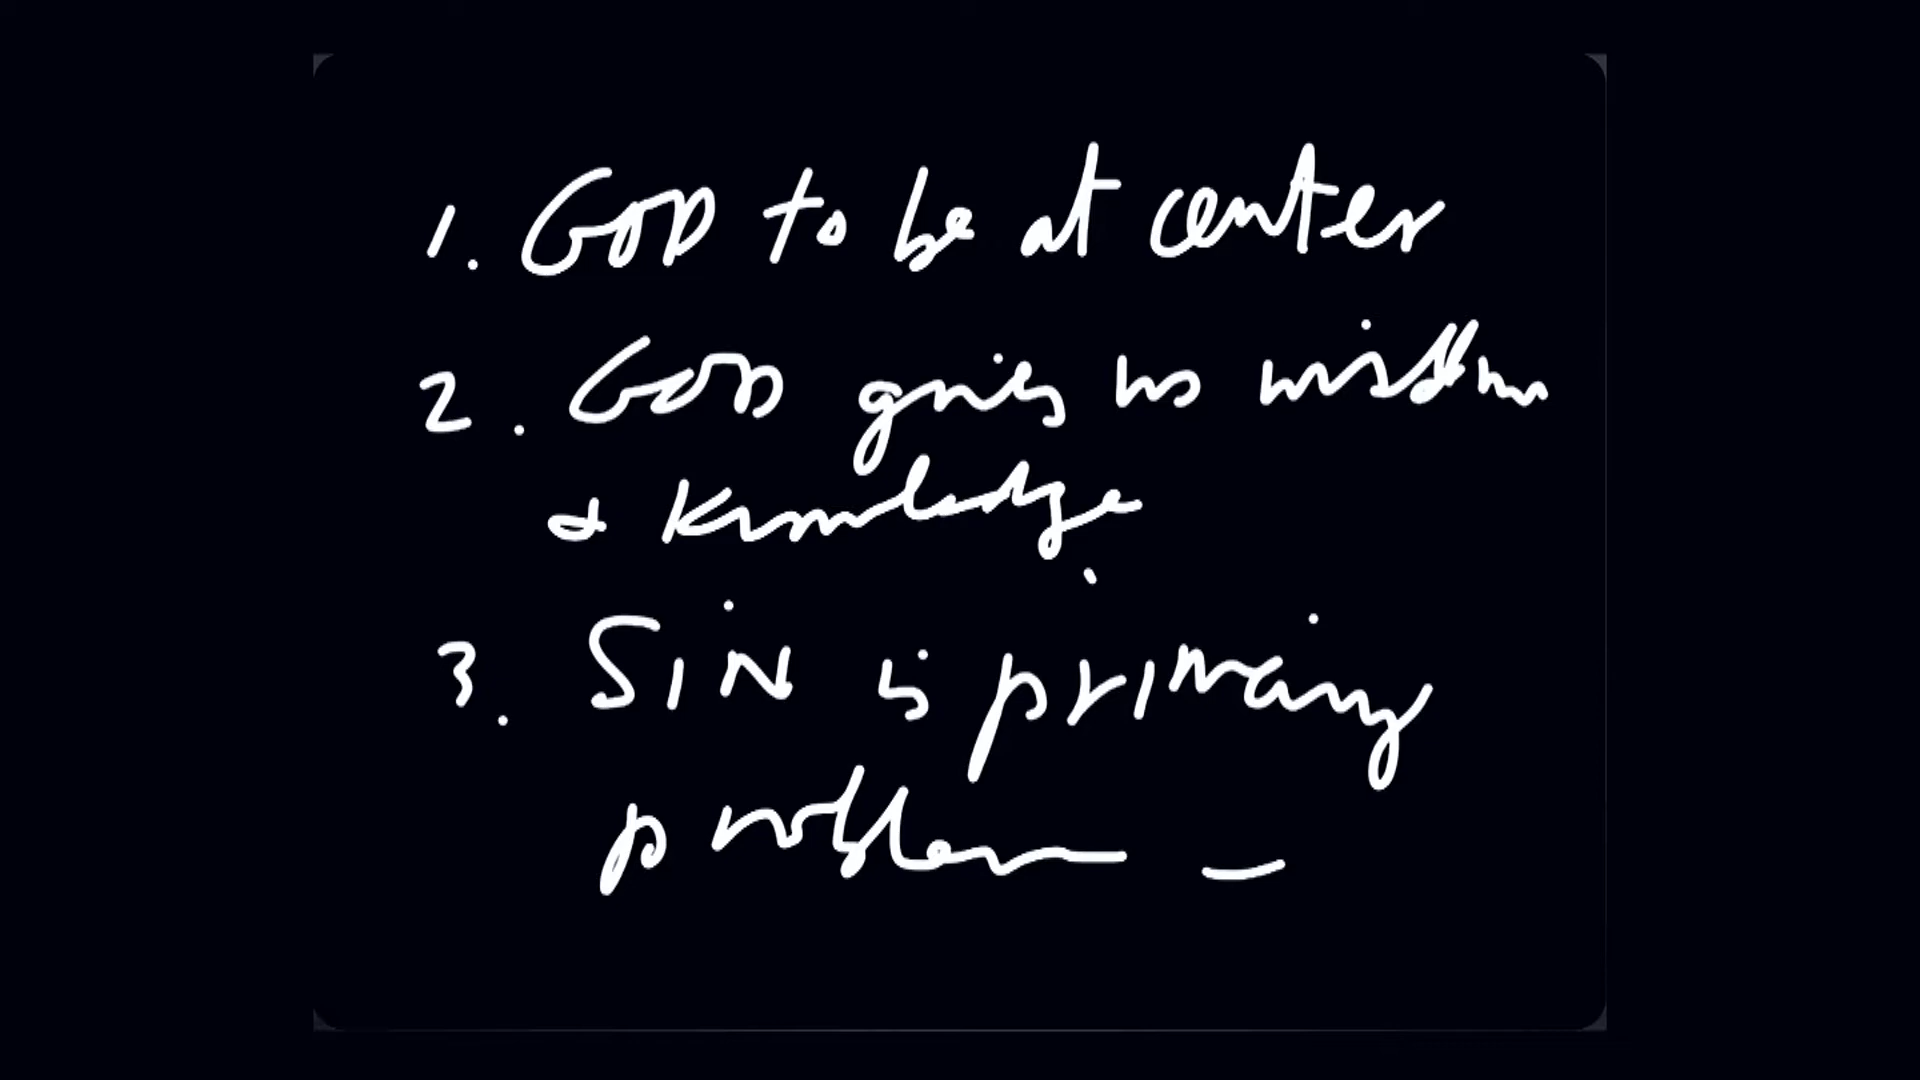 1. GOD to be at center
2. GOD gives us wisdom
& Knowledge
3. SIN is primary
problem –